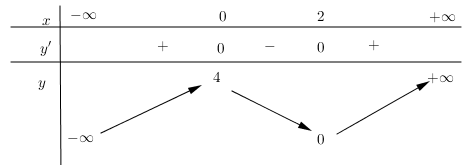 x −∞ 0 2 +∞
y′ + 0 − 0 +
y 4 +∞
−∞ 0